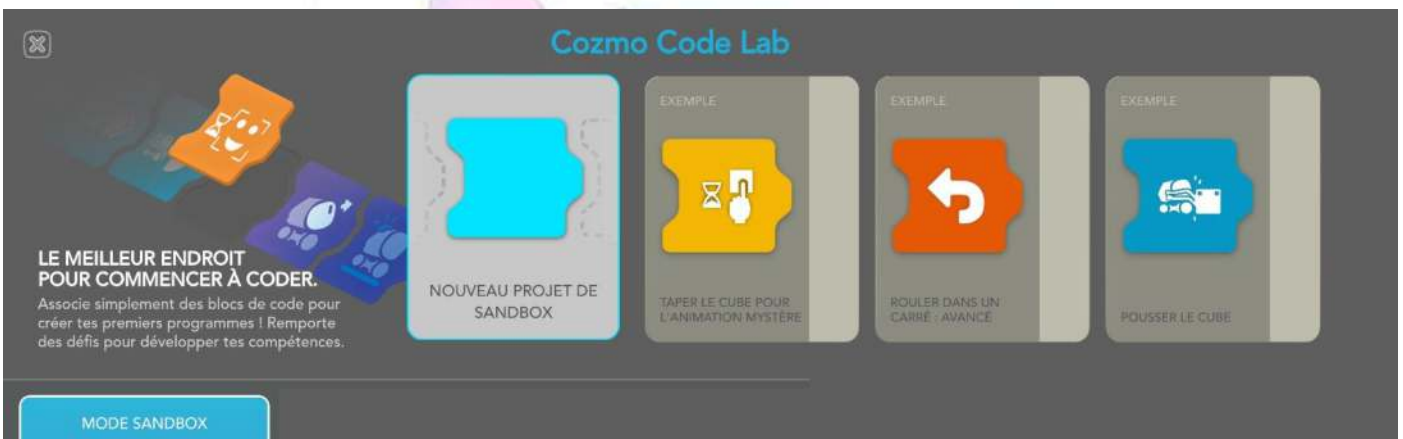 Cozmo Code Lab
LE MEILLEUR ENDROIT
POUR COMMENCER À CODER.
Associe simplement des blocs de code pour
créer tes premiers programmes ! Remporte
des défis pour développer tes compétences.
NOUVEAU PROJET DE
SANDBOX
EXEMPLE
TAPER LE CUBE POUR
L'ANIMATION MYSTÈRE
EXEMPLE
ROULER DANS UN
CARRÉ : AVANCÉ
EXEMPLE
POUSSER LE CUBE
MODE SANDBOX